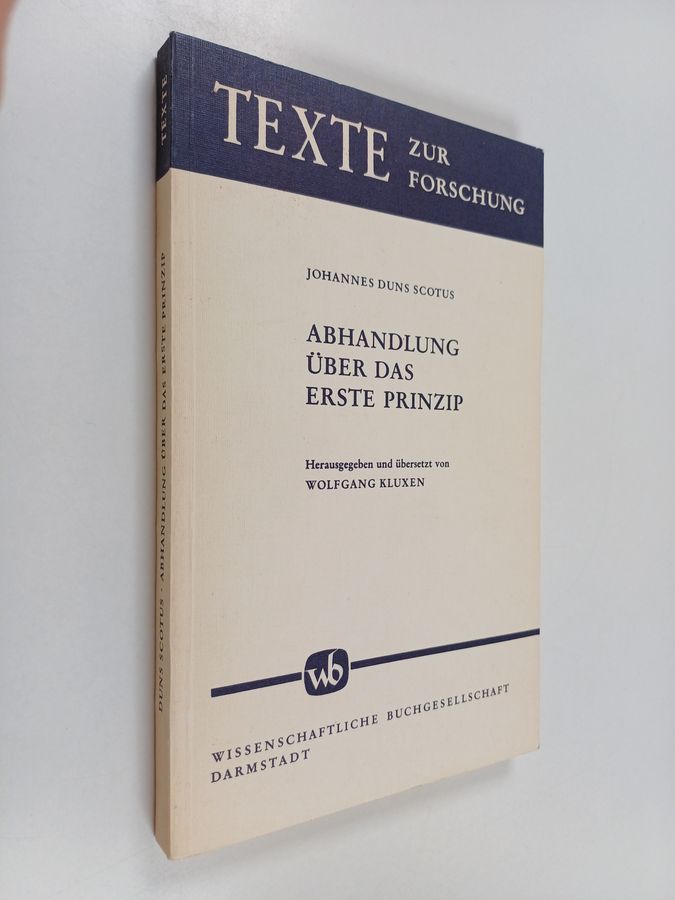 TEXTE
ZUR
FORSCHUNG
JOHANNES DUNS SCOTUS
ABHANDLUNG
ÜBER DAS
ERSTE PRINZIP
Herausgegeben und übersetzt von
WOLFGANG KLUXEN
wb
WISSENSCHAFTLICHE BUCHGESELLSCHAFT
DARMSTADT
TEXTE
DUNS SCOTUS · ABHANDLUNG ÜBER DAS ERSTE PRINZIP